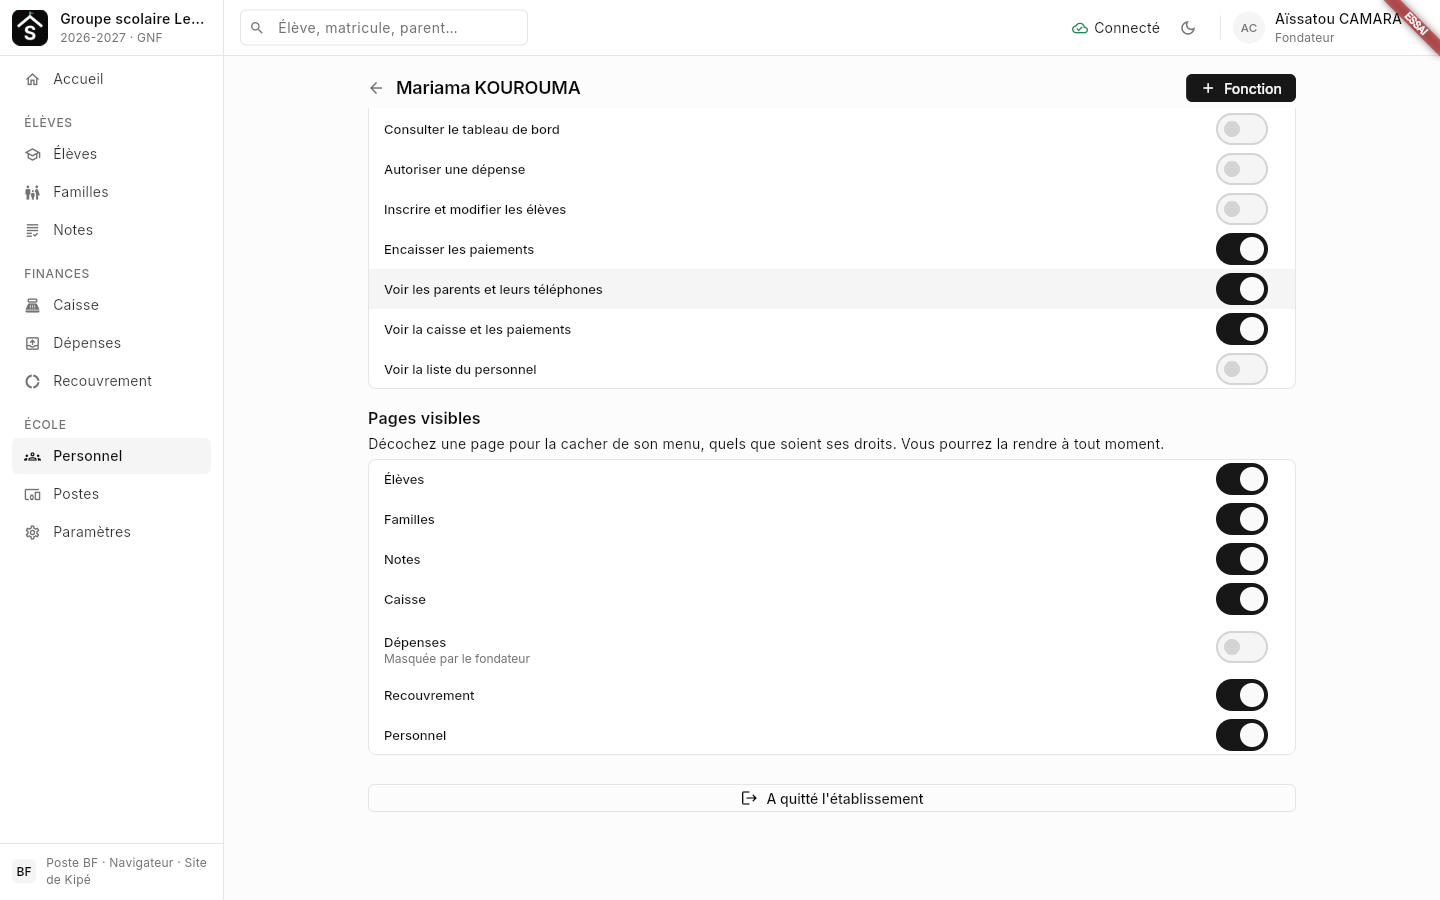 Groupe scolaire Le...
2026-2027 · GNF
Élève, matricule, parent...
Connecté
AC
Aïssatou CAMARA
Fondateur
ESSAI
Accueil
ÉLÈVES
Élèves
Familles
Notes
FINANCES
Caisse
Dépenses
Recouvrement
ÉCOLE
Personnel
Postes
Paramètres
BF
Poste BF · Navigateur · Site
de Kipé
Mariama KOUROUMA
Fonction
Consulter le tableau de bord
Autoriser une dépense
Inscrire et modifier les élèves
Encaisser les paiements
Voir les parents et leurs téléphones
Voir la caisse et les paiements
Voir la liste du personnel
Pages visibles
Décochez une page pour la cacher de son menu, quels que soient ses droits. Vous pourrez la rendre à tout moment.
Élèves
Familles
Notes
Caisse
Dépenses
Masquée par le fondateur
Recouvrement
Personnel
A quitté l'établissement